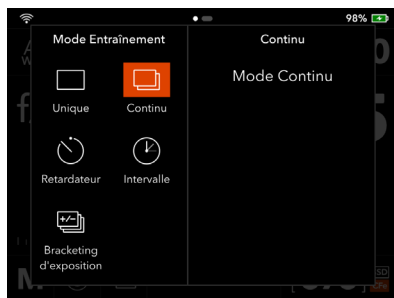 98%
Mode Entraînement
Continu
Mode Continu
Unique
Continu
Retardateur
Intervalle
+/-
Bracketing
d'exposition